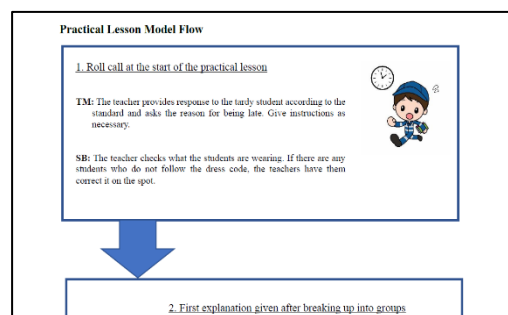 Practical Lesson Model Flow
1. Roll call at the start of the practical lesson
TM: The teacher provides response to the tardy student according to the
standard and asks the reason for being late. Give instructions as
necessary.
SB: The teacher checks what the students are wearing. If there are any
students who do not follow the dress code, the teachers have them
correct it on the spot.
2. First explanation given after breaking up into groups